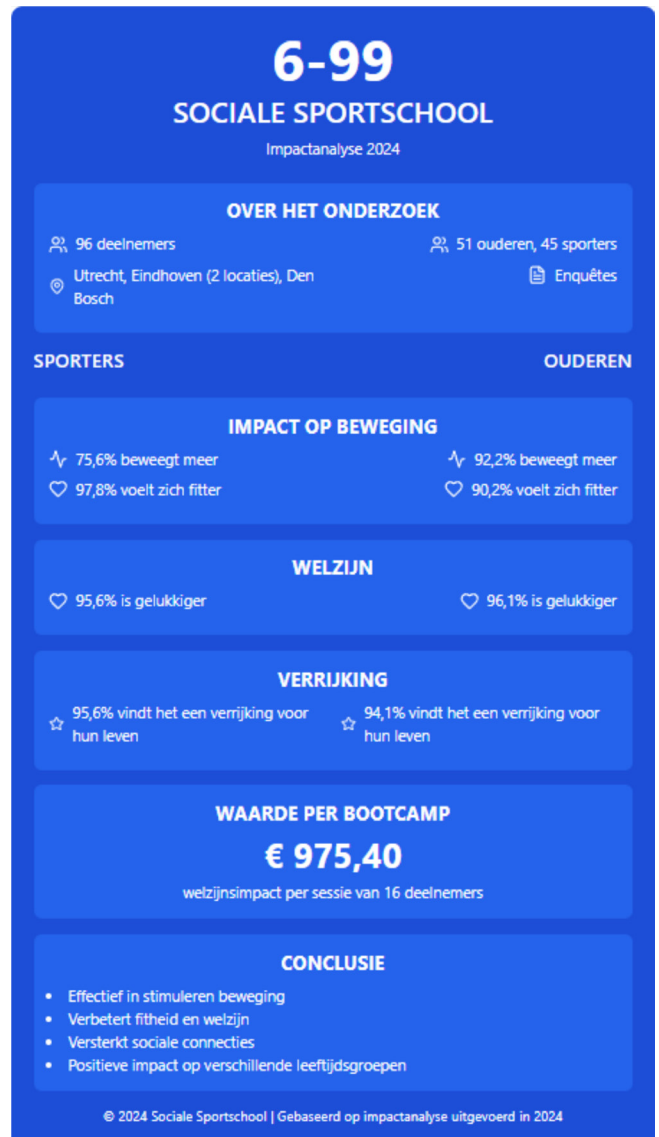 6-99
SOCIALE SPORTSCHOOL
Impactanalyse 2024
OVER HET ONDERZOEK
96 deelnemers
51 ouderen, 45 sporters
Utrecht, Eindhoven (2 locaties), Den
Bosch
Enquêtes
SPORTERS
OUDEREN
IMPACT OP BEWEGING
75,6% beweegt meer
92,2% beweegt meer
97,8% voelt zich fitter
90,2% voelt zich fitter
WELZIJN
95,6% is gelukkiger
96,1% is gelukkiger
VERRIJKING
95,6% vindt het een verrijking voor
hun leven
94,1% vindt het een verrijking voor
hun leven
WAARDE PER BOOTCAMP
€ 975,40
welzijnsimpact per sessie van 16 deelnemers
CONCLUSIE
• Effectief in stimuleren beweging
• Verbetert fitheid en welzijn
• Versterkt sociale connecties
• Positieve impact op verschillende leeftijdsgroepen
© 2024 Sociale Sportschool | Gebaseerd op impactanalyse uitgevoerd in 2024